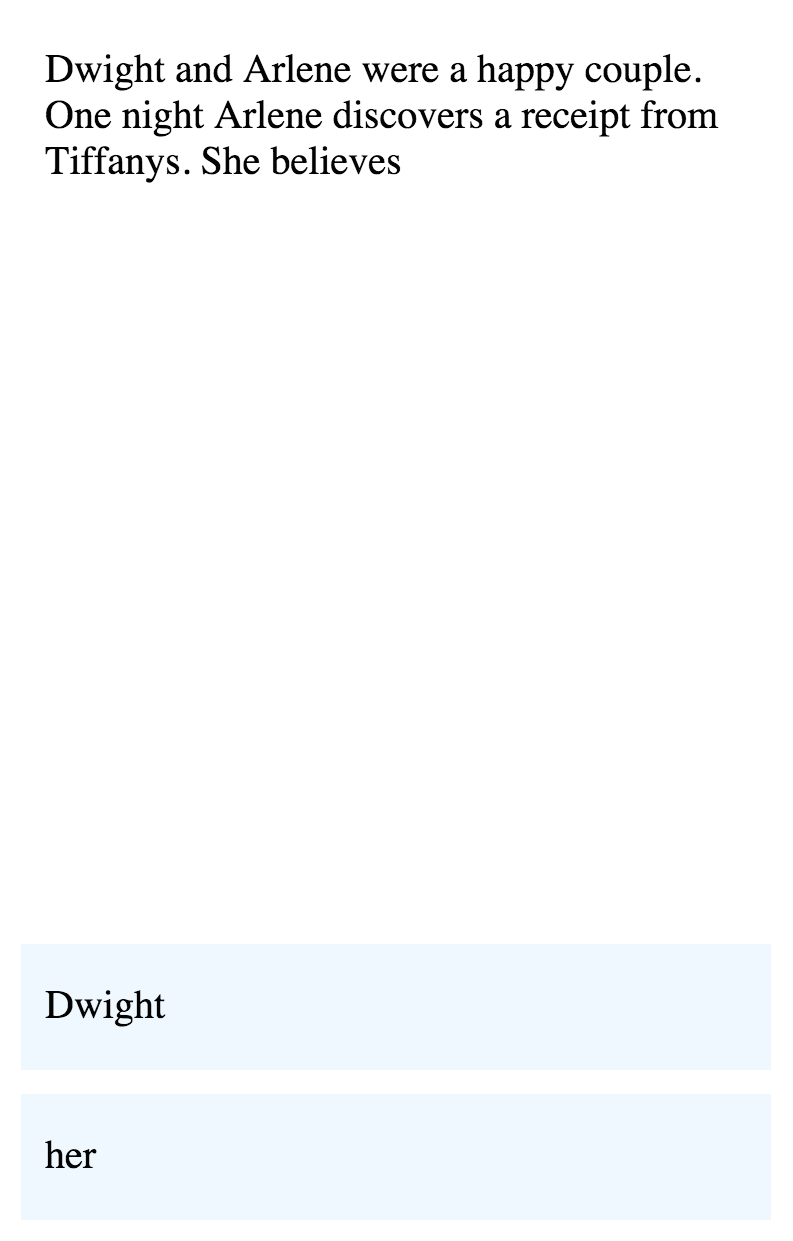 Dwight and Arlene were a happy couple.
One night Arlene discovers a receipt from
Tiffanys. She believes
Dwight
her